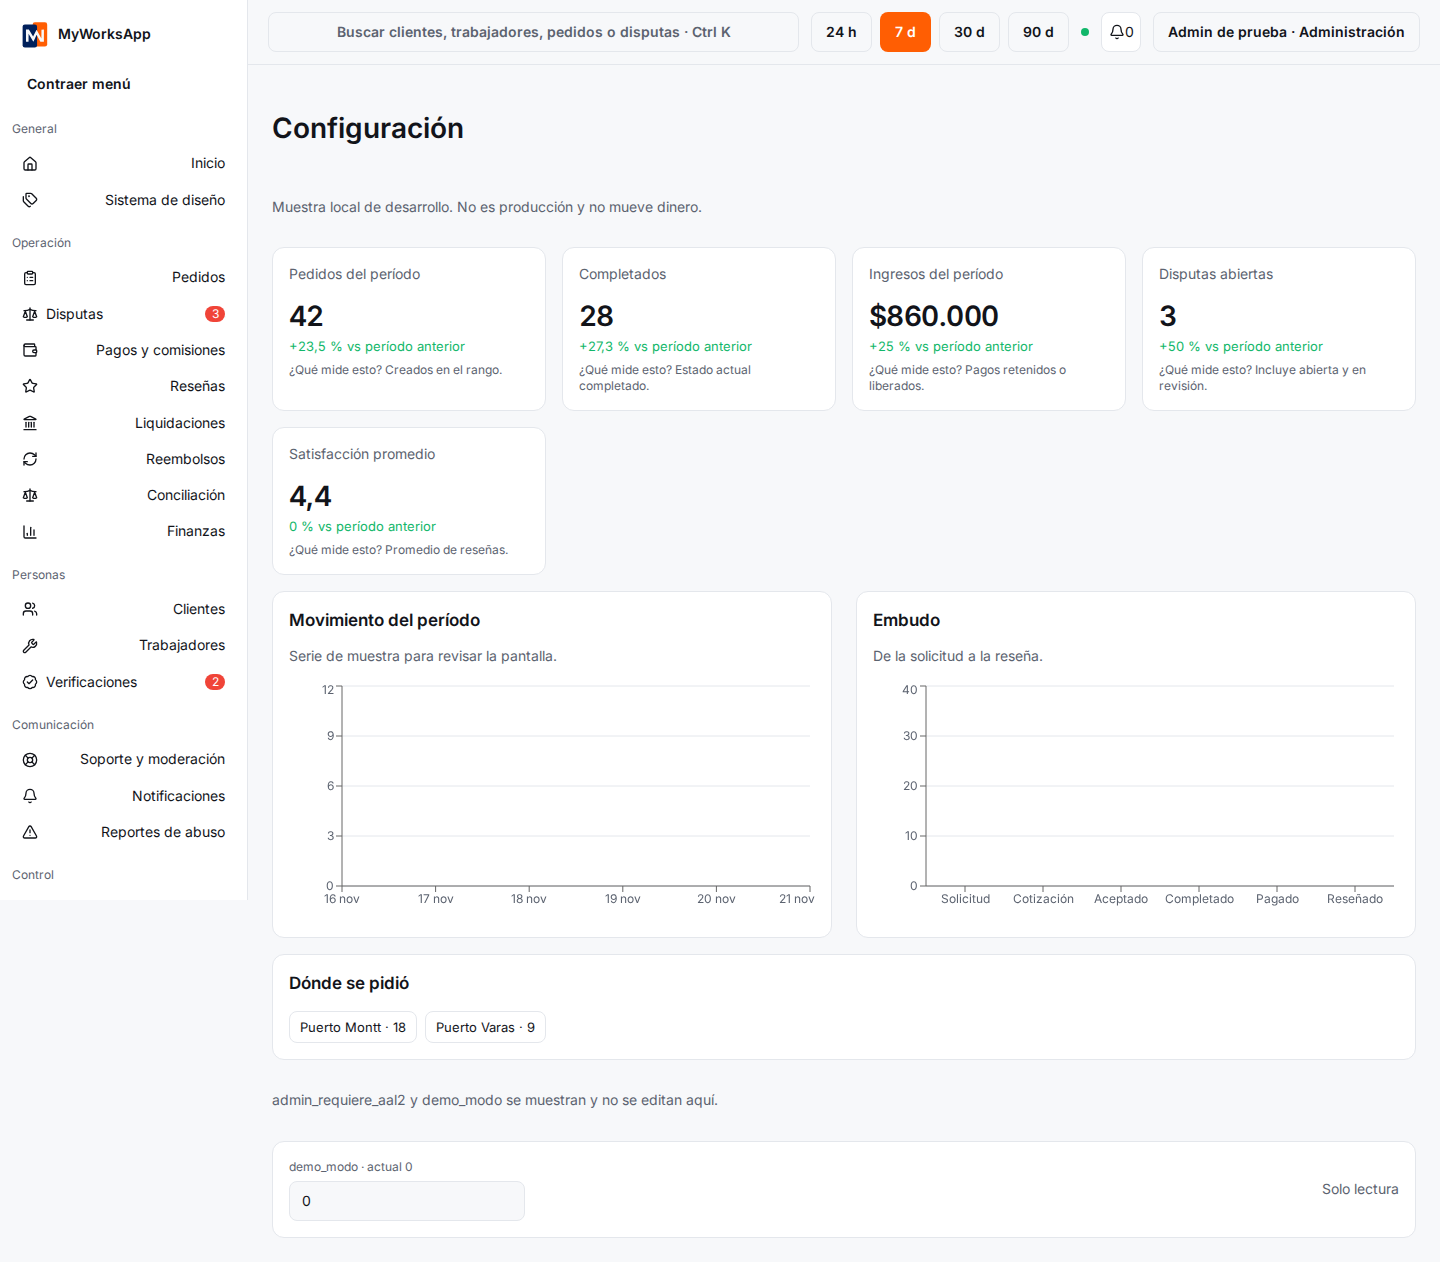 MyWorksApp
Contraer menú
General
Inicio
Sistema de diseño
Operación
Pedidos
Disputas 3
Pagos y comisiones
Reseñas
Liquidaciones
Reembolsos
Conciliación
Finanzas
Personas
Clientes
Trabajadores
Verificaciones 2
Comunicación
Soporte y moderación
Notificaciones
Reportes de abuso
Control
Buscar clientes, trabajadores, pedidos o disputas · Ctrl K
24 h
7 d
30 d
90 d
0
Admin de prueba · Administración
Configuración
Muestra local de desarrollo. No es producción y no mueve dinero.
Pedidos del período
42
+23,5 % vs período anterior
¿Qué mide esto? Creados en el rango.
Completados
28
+27,3 % vs período anterior
¿Qué mide esto? Estado actual
completado.
Ingresos del período
$860.000
+25 % vs período anterior
¿Qué mide esto? Pagos retenidos o
liberados.
Disputas abiertas
3
+50 % vs período anterior
¿Qué mide esto? Incluye abierta y en
revisión.
Satisfacción promedio
4,4
0 % vs período anterior
¿Qué mide esto? Promedio de reseñas.
Movimiento del período
Serie de muestra para revisar la pantalla.
12
9
6
3
0
16 nov 17 nov 18 nov 19 nov 20 nov 21 nov
Embudo
De la solicitud a la reseña.
40
30
20
10
0
Solicitud Cotización Aceptado Completado Pagado Reseñado
Dónde se pidió
Puerto Montt · 18
Puerto Varas · 9
admin_requiere_aal2 y demo_modo se muestran y no se editan aquí.
demo_modo · actual 0
0
Solo lectura